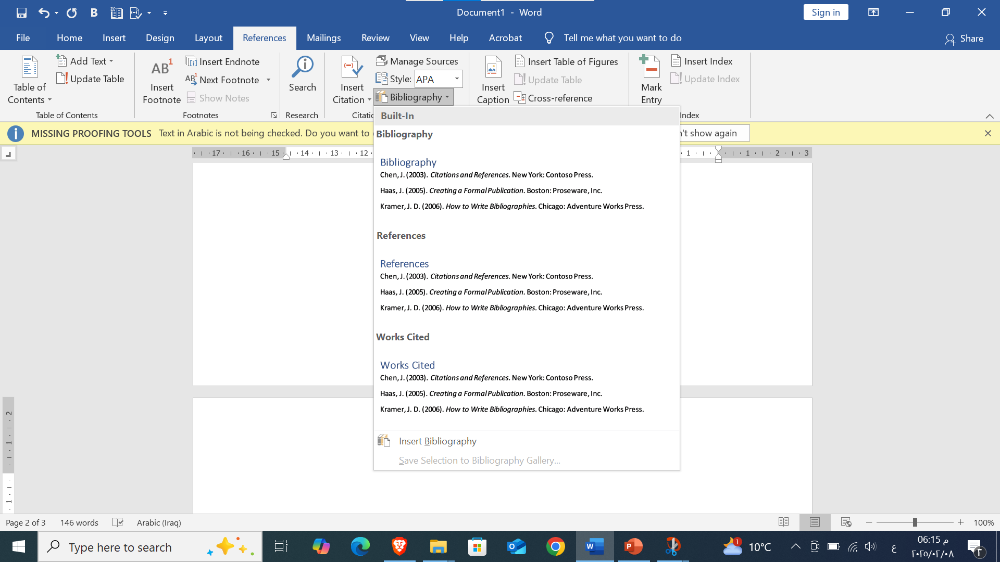 Document1 - Word
Sign in
File Home Insert Design Layout References Mailings Review View Help Acrobat Tell me what you want to do Share
Table of Contents
Add Text
Update Table
Table of Contents
AB1 Insert Footnote
Insert Endnote
Next Footnote
Show Notes
Footnotes
Search
Research
Insert Citation
Manage Sources
Style: APA
Bibliography
Insert Caption
Insert Table of Figures
Update Table
Cross-reference
Mark Entry
Insert Index
Update Index
Index
MISSING PROOFING TOOLS Text in Arabic is not being checked. Do you want to
n't show again
17 16 15 14 13 12 1 1 2 3
Built-In
Bibliography
Bibliography
Chen, J. (2003). Citations and References. New York: Contoso Press.
Haas, J. (2005). Creating a Formal Publication. Boston: Proseware, Inc.
Kramer, J. D. (2006). How to Write Bibliographies. Chicago: Adventure Works Press.
References
References
Chen, J. (2003). Citations and References. New York: Contoso Press.
Haas, J. (2005). Creating a Formal Publication. Boston: Proseware, Inc.
Kramer, J. D. (2006). How to Write Bibliographies. Chicago: Adventure Works Press.
Works Cited
Works Cited
Chen, J. (2003). Citations and References. New York: Contoso Press.
Haas, J. (2005). Creating a Formal Publication. Boston: Proseware, Inc.
Kramer, J. D. (2006). How to Write Bibliographies. Chicago: Adventure Works Press.
Insert Bibliography
Save Selection to Bibliography Gallery...
2
1
1
Page 2 of 3 146 words Arabic (Iraq) 100%
Type here to search
1 10°C
ع
06:15 م
٢٠٢٥/٠٢/٠٨
٢